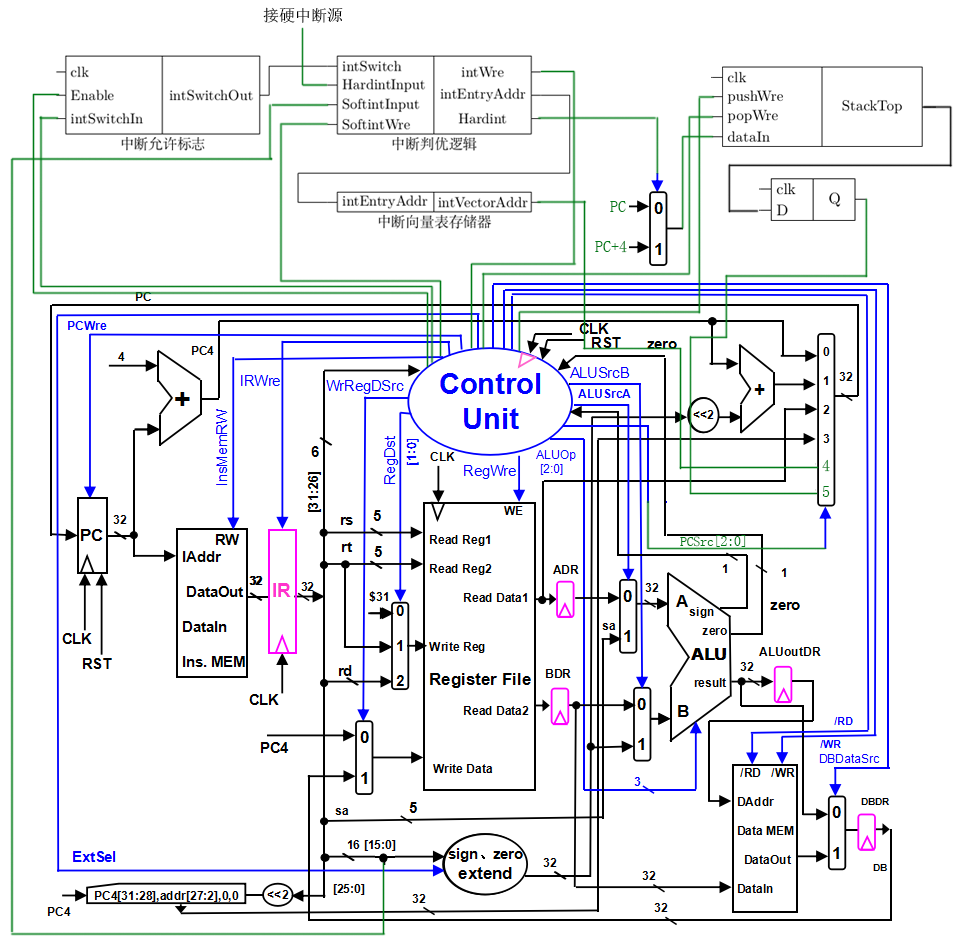 接硬中断源
clk
Enable
intSwitchIn
intSwitchOut
中断允许标志
intSwitch
HardintInput
SoftintInput
SoftintWre
intWre
intEntryAddr
Hardint
中断判优逻辑
clk
pushWre
popWre
dataIn
StackTop
clk
D
Q
intEntryAddr
intVectorAddr
中断向量表存储器
PC
PC+4
0
1
PC
PCWre
4
PC4
+
InsMemRW
IRWre
WrRegDSrc
Control
Unit
CLK
RST
zero
ALUSrcB
ALUSrcA
ALUOp
[2:0]
RegWre
RegDst
[1:0]
CLK
6
[31:26]
<<2
+
0
1
2
3
4
5
32
PCSrc[2:0]
PC
32
CLK
RST
RW
IAddr
DataOut
DataIn
Ins. MEM
32
IR
32
CLK
rs
5
rt
5
$31
rd
0
1
2
WE
Read Reg1
Read Reg2
Read Data1
Write Reg
Register File
Read Data2
Write Data
PC4
0
1
ADR
BDR
sa
0
1
32
0
1
A
sign
zero
ALU
result
B
1
1
zero
32
ALUoutDR
3
/RD
/WR
DBDataSrc
/RD
/WR
DAddr
Data MEM
DataOut
DataIn
0
1
DBDR
DB
sa
5
16
[15:0]
sign、zero
extend
32
32
ExtSel
[25:0]
PC4
PC4[31:28],addr[27:2],0,0
<<2
32
32